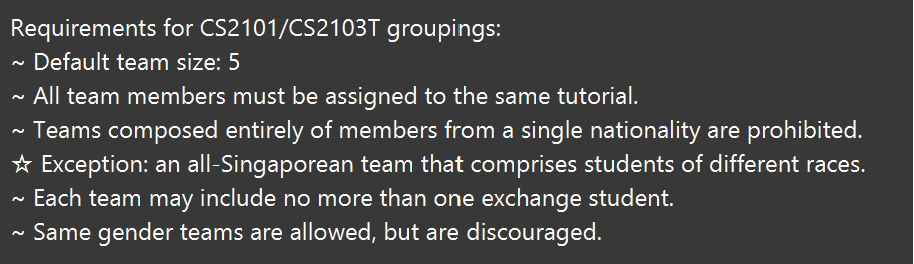 Requirements for CS2101/CS2103T groupings:
~ Default team size: 5
~ All team members must be assigned to the same tutorial.
~ Teams composed entirely of members from a single nationality are prohibited.
☆ Exception: an all-Singaporean team that comprises students of different races.
~ Each team may include no more than one exchange student.
~ Same gender teams are allowed, but are discouraged.